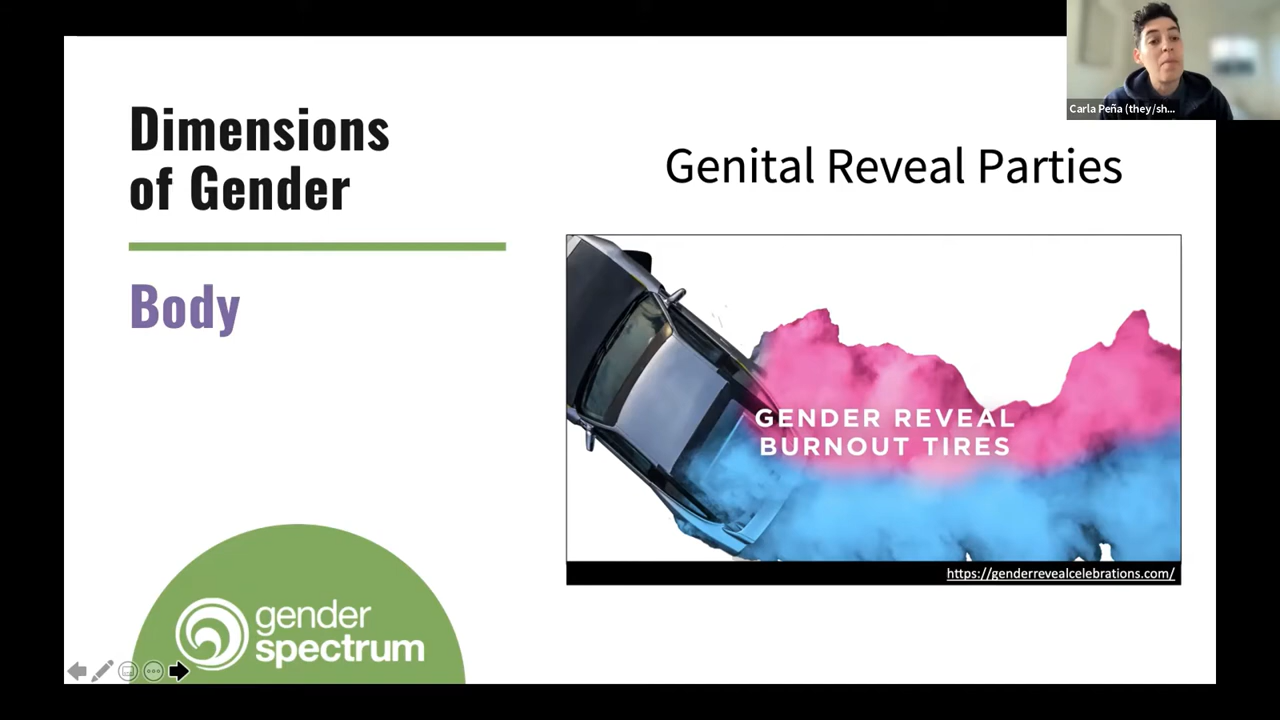 Dimensions
of Gender
Body
Genital Reveal Parties
GENDER REVEAL
BURNOUT TIRES
https://genderrevealcelebrations.com/
gender
spectrum
Carla Peña (they/sh...